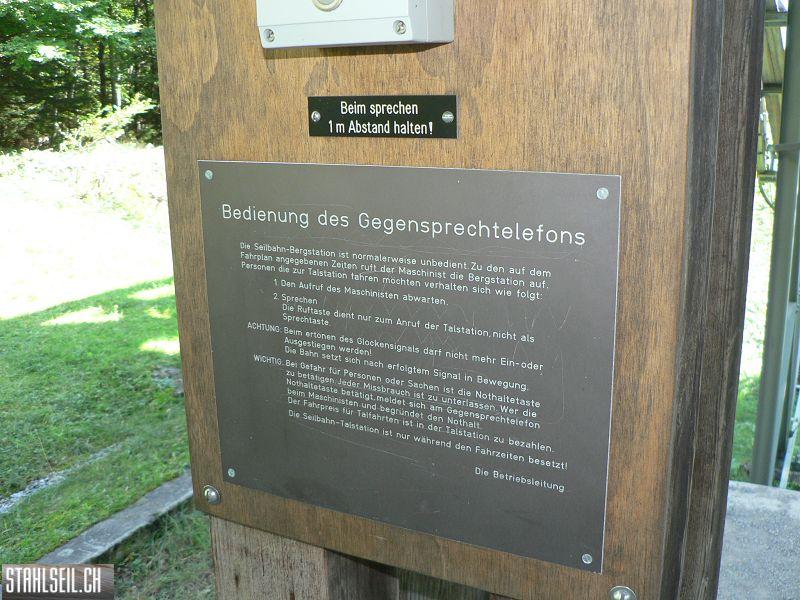 Beim sprechen
1 m Abstand halten!
Bedienung des Gegensprechtelefons
Die Seilbahn-Bergstation ist normalerweise unbedient. Zu den auf dem
Fahrplan angegebenen Zeiten ruft der Maschinist die Bergstation auf.
Personen die zur Talstation fahren möchten verhalten sich wie folgt:
1. Den Aufruf des Maschinisten abwarten.
2. Sprechen
Die Ruftaste dient nur zum Anruf der Talstation, nicht als
Sprechtaste.
ACHTUNG: Beim ertönen des Glockensignals darf nicht mehr Ein- oder
Ausgestiegen werden!
Die Bahn setzt sich nach erfolgtem Signal in Bewegung.
WICHTIG: Bei Gefahr für Personen oder Sachen ist die Nothaltetaste
zu betätigen. Jeder Missbrauch ist zu unterlassen. Wer die
Nothaltetaste betätigt, meldet sich am Gegensprechtelefon
beim Maschinisten und begründet den Nothalt.
Der Fahrpreis für Talfahrten ist in der Talstation zu bezahlen.
Die Seilbahn-Talstation ist nur während den Fahrzeiten besetzt!
Die Betriebsleitung
STAHLSEIL.CH